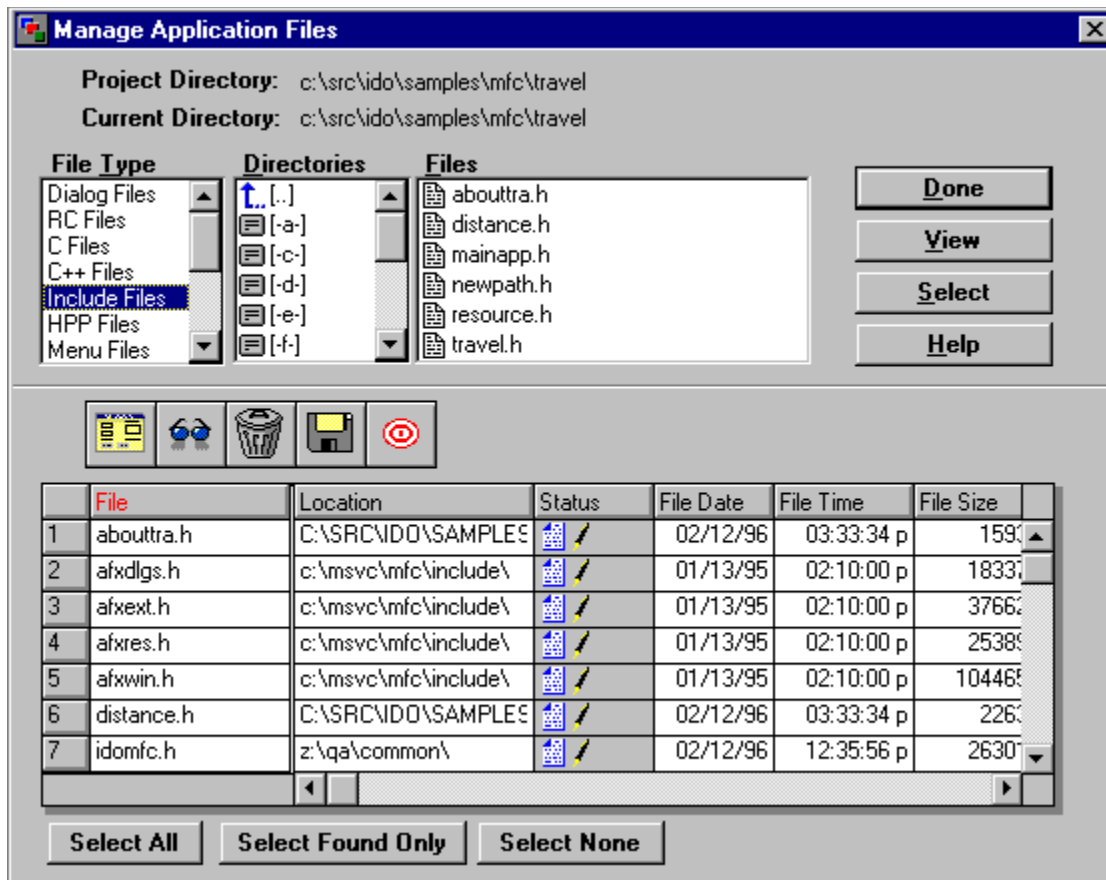 Manage Application Files
Project Directory: c:\src\ido\samples\mfc\travel
Current Directory: c:\src\ido\samples\mfc\travel
File Type Directories Files
Dialog Files
RC Files
C Files
C++ Files
Include Files
HPP Files
Menu Files
[..]
[-a-]
[-c-]
[-d-]
[-e-]
[-f-]
abouttra.h
distance.h
mainapp.h
newpath.h
resource.h
travel.h
Done
View
Select
Help
File Location Status File Date File Time File Size
1 abouttra.h C:\SRC\IDO\SAMPLES 02/12/96 03:33:34 p 1593
2 afxdlgs.h c:\msvc\mfc\include\ 01/13/95 02:10:00 p 18337
3 afxext.h c:\msvc\mfc\include\ 01/13/95 02:10:00 p 37662
4 afxres.h c:\msvc\mfc\include\ 01/13/95 02:10:00 p 25389
5 afxwin.h c:\msvc\mfc\include\ 01/13/95 02:10:00 p 104465
6 distance.h C:\SRC\IDO\SAMPLES 02/12/96 03:33:34 p 2263
7 idomfc.h z:\qa\common\ 02/12/96 12:35:56 p 26307
Select All Select Found Only Select None